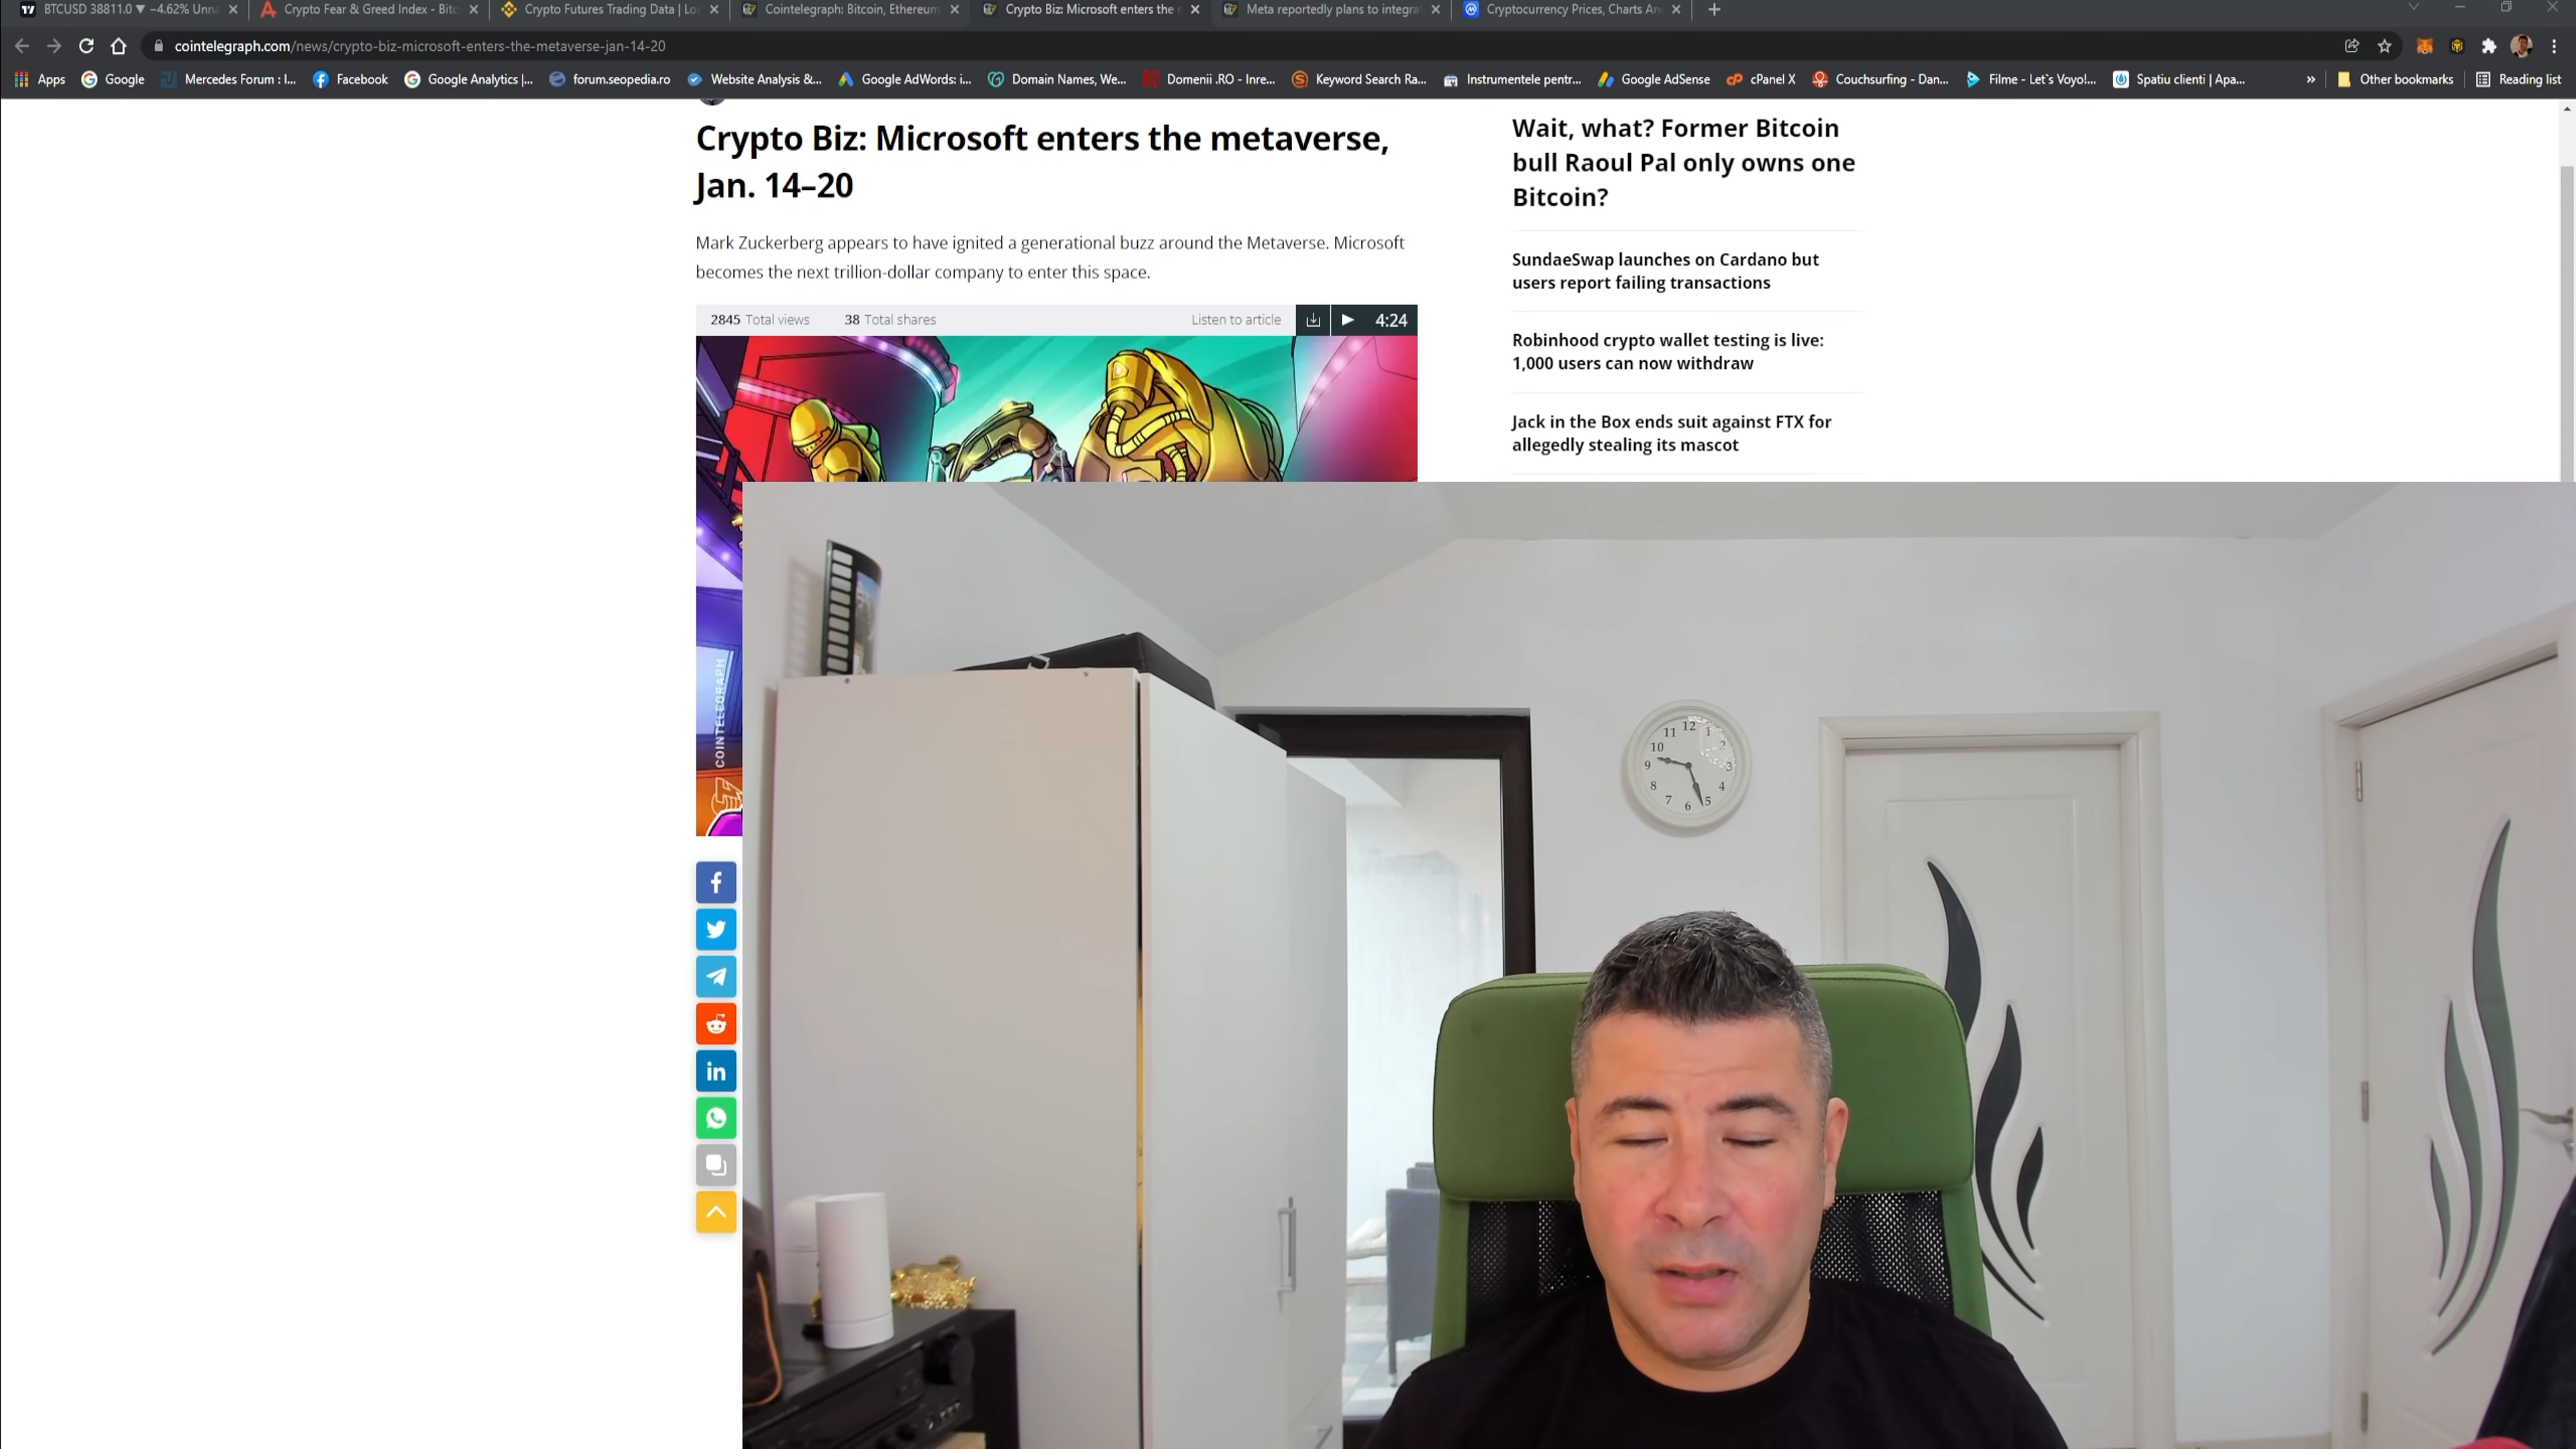 BTCUSD 38811.0 ▼ −4.62% Unna
Crypto Fear & Greed Index - Bitc
Crypto Futures Trading Data | Lo
Cointelegraph: Bitcoin, Ethereum
Crypto Biz: Microsoft enters the m
Meta reportedly plans to integra
Cryptocurrency Prices, Charts An
cointelegraph.com/news/crypto-biz-microsoft-enters-the-metaverse-jan-14-20
Apps
Google
Mercedes Forum : I...
Facebook
Google Analytics |...
forum.seopedia.ro
Website Analysis &...
Google AdWords: i...
Domain Names, We...
Domenii .RO - Inre...
Keyword Search Ra...
Instrumentele pentr...
Google AdSense
cPanel X
Couchsurfing - Dan...
Filme - Let`s Voyo!...
Spatiu clienti | Apa...
»
Other bookmarks
Reading list
Crypto Biz: Microsoft enters the metaverse,
Jan. 14–20
Mark Zuckerberg appears to have ignited a generational buzz around the Metaverse. Microsoft
becomes the next trillion-dollar company to enter this space.
2845 Total views
38 Total shares
Listen to article
4:24
COINTELEGRAPH
Wait, what? Former Bitcoin
bull Raoul Pal only owns one
Bitcoin?
SundaeSwap launches on Cardano but
users report failing transactions
Robinhood crypto wallet testing is live:
1,000 users can now withdraw
Jack in the Box ends suit against FTX for
allegedly stealing its mascot
12
1
2
3
4
5
6
7
8
9
10
11